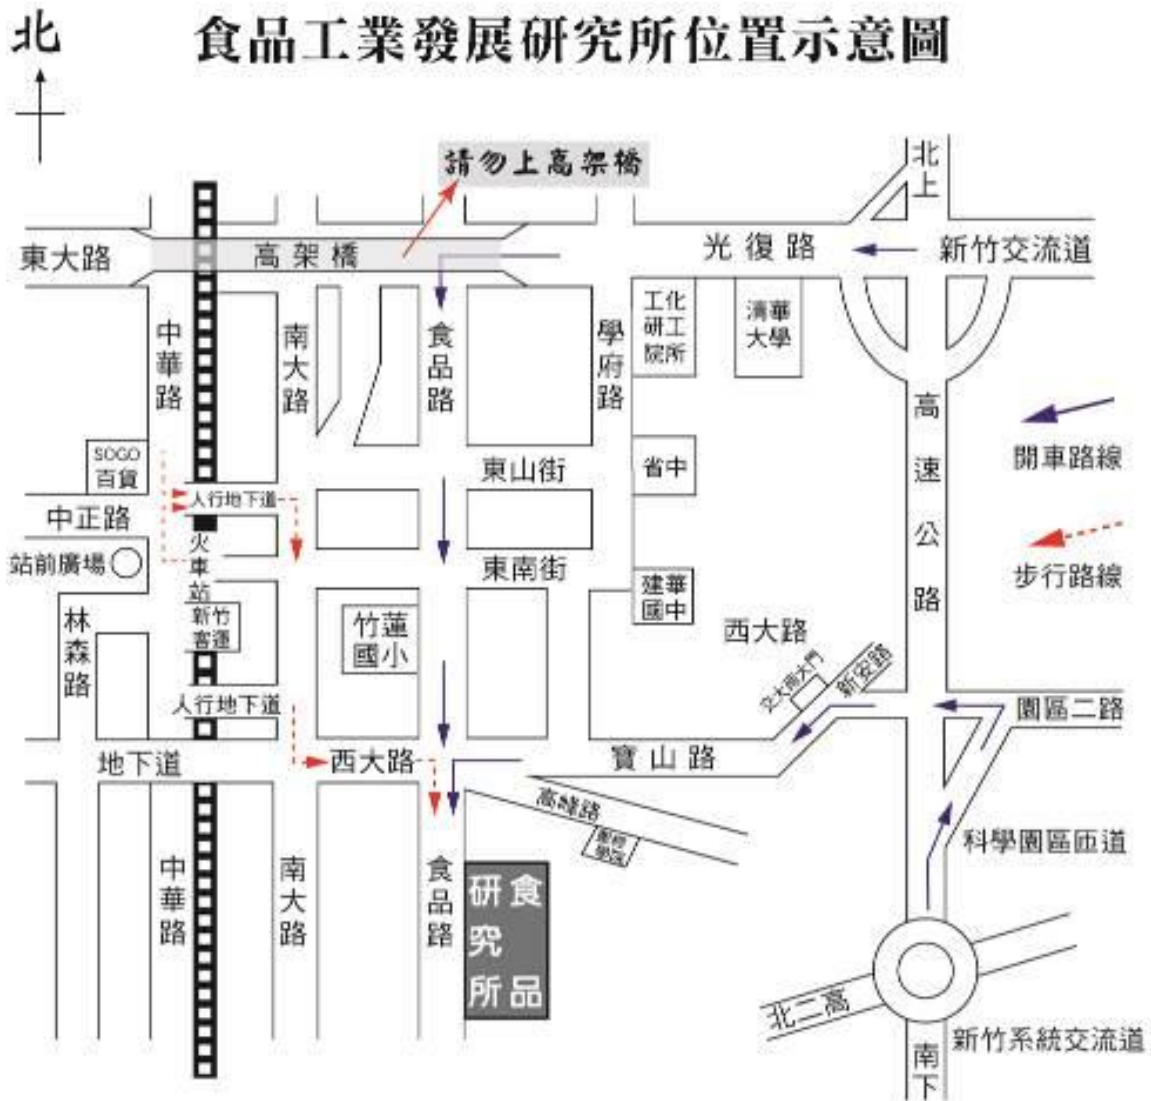 北
食品工業發展研究所位置示意圖
請勿上高架橋
北上
東大路
高架橋
光復路
新竹交流道
中華路
南大路
食品路
學府路
工研院
化工所
清華大學
高速公路
開車路線
步行路線
SOGO
百貨
東山街
省中
人行地下道
中正路
火車站
站前廣場
東南街
建華國中
林森路
新竹
客運
竹蓮
國小
西大路
交大南大門
新安路
人行地下道
園區二路
地下道
西大路
寶山路
高峰路
科學園區匝道
中華路
南大路
食品路
食品
研究所
北二高
新竹系統交流道
南下